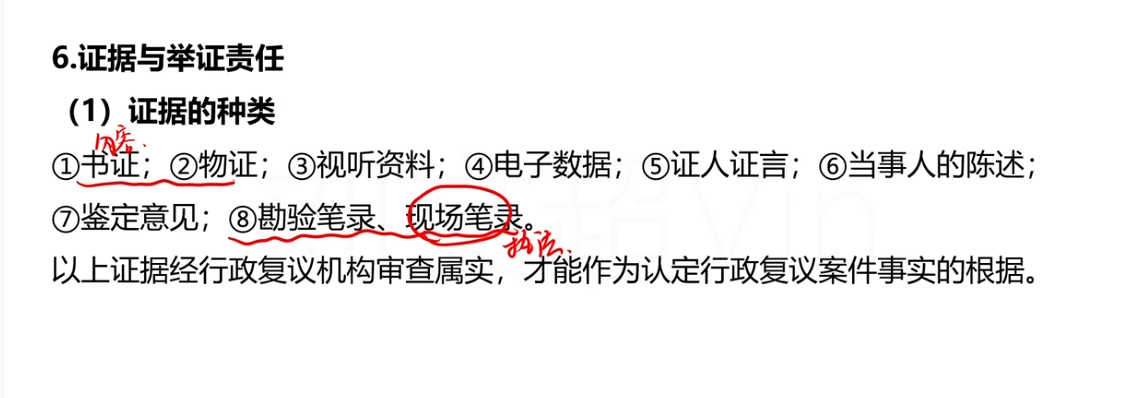 6.证据与举证责任
（1）证据的种类
内容.
①书证；②物证；③视听资料；④电子数据；⑤证人证言；⑥当事人的陈述；
⑦鉴定意见；⑧勘验笔录、现场笔录。
执法.
以上证据经行政复议机构审查属实，才能作为认定行政复议案件事实的根据。